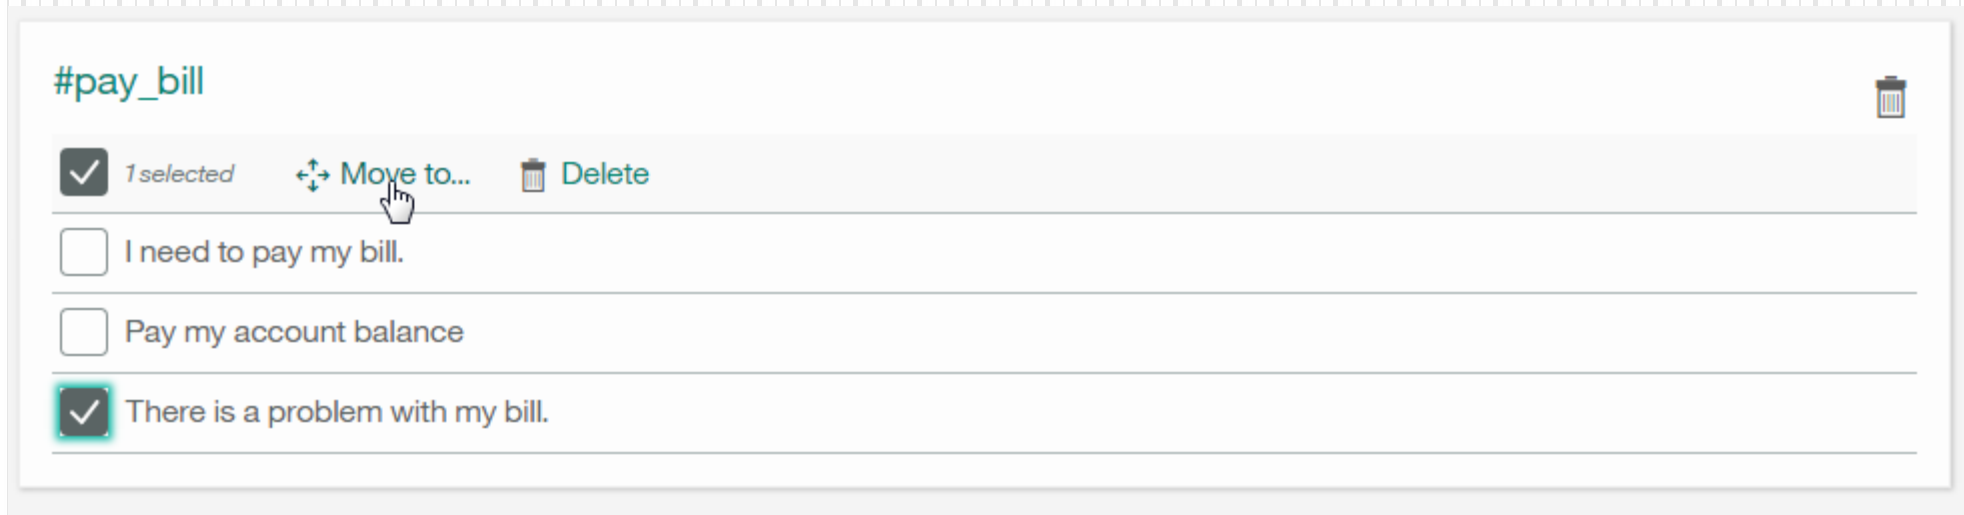 #pay_bill
1 selected Move to... Delete
I need to pay my bill.
Pay my account balance
There is a problem with my bill.